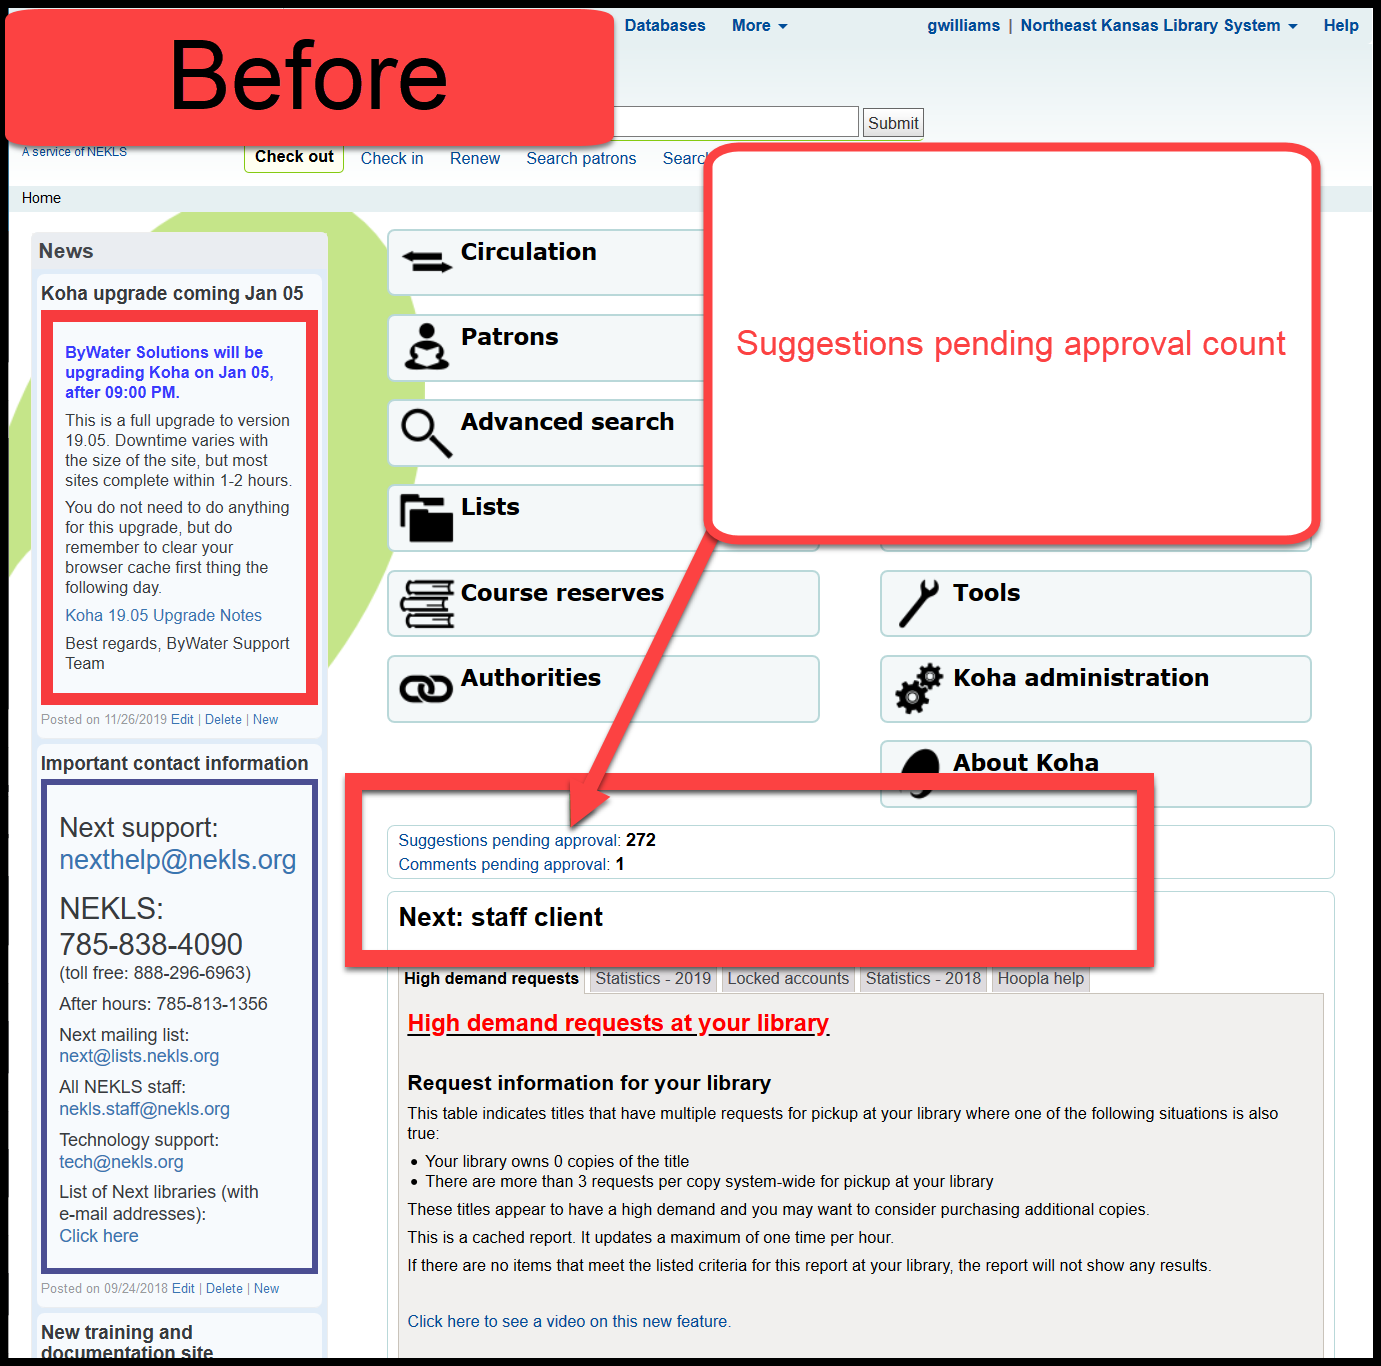 Before
Databases
More
gwilliams | Northeast Kansas Library System
Help
Submit
A service of NEKLS
Check out
Check in
Renew
Search patrons
Search
Home
News
Koha upgrade coming Jan 05
ByWater Solutions will be
upgrading Koha on Jan 05,
after 09:00 PM.
This is a full upgrade to version
19.05. Downtime varies with
the size of the site, but most
sites complete within 1-2 hours.
You do not need to do anything
for this upgrade, but do
remember to clear your
browser cache first thing the
following day.
Koha 19.05 Upgrade Notes
Best regards, ByWater Support
Team
Posted on 11/26/2019 Edit | Delete | New
Important contact information
Next support:
nexthelp@nekls.org
NEKLS:
785-838-4090
(toll free: 888-296-6963)
After hours: 785-813-1356
Next mailing list:
next@lists.nekls.org
All NEKLS staff:
nekls.staff@nekls.org
Technology support:
tech@nekls.org
List of Next libraries (with
e-mail addresses):
Click here
Posted on 09/24/2018 Edit | Delete | New
New training and
documentation site
Circulation
Patrons
Advanced search
Lists
Course reserves
Authorities
Suggestions pending approval count
Tools
Koha administration
About Koha
Suggestions pending approval: 272
Comments pending approval: 1
Next: staff client
High demand requests
Statistics - 2019
Locked accounts
Statistics - 2018
Hoopla help
High demand requests at your library
Request information for your library
This table indicates titles that have multiple requests for pickup at your library where one of the following situations is also
true:
• Your library owns 0 copies of the title
• There are more than 3 requests per copy system-wide for pickup at your library
These titles appear to have a high demand and you may want to consider purchasing additional copies.
This is a cached report. It updates a maximum of one time per hour.
If there are no items that meet the listed criteria for this report at your library, the report will not show any results.
Click here to see a video on this new feature.